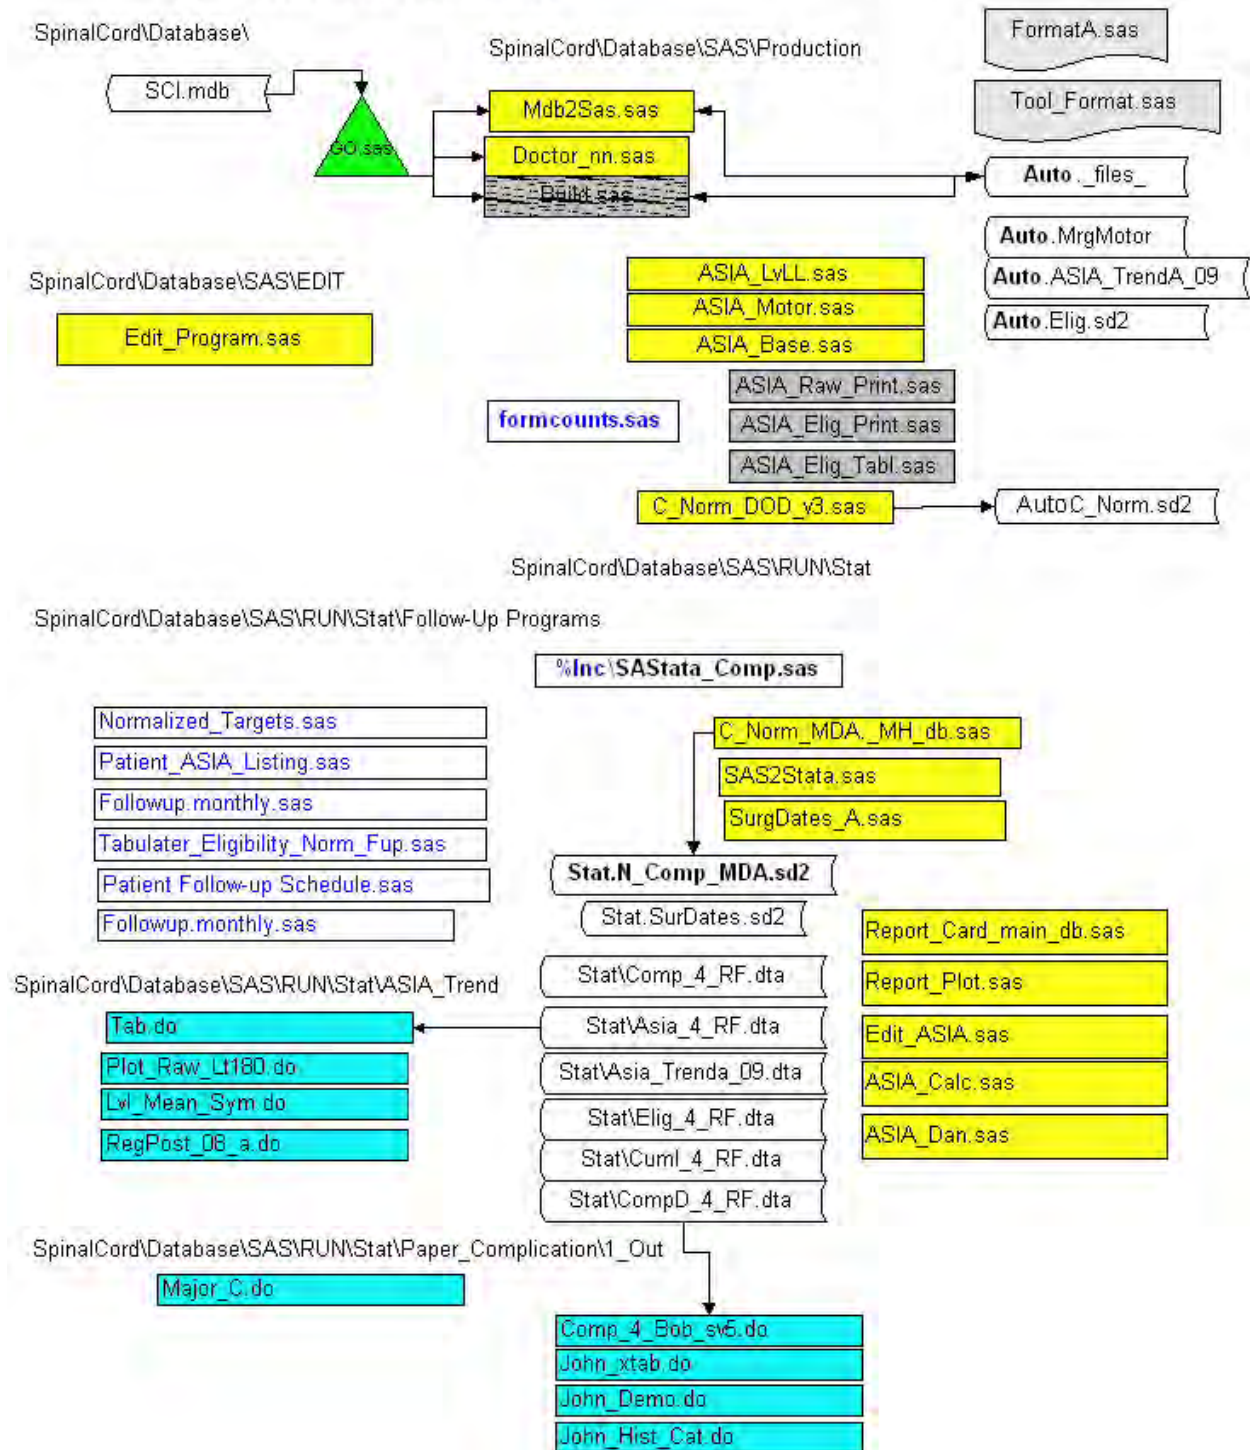 SpinalCord\Database\
SCI.mdb
GO.sas
SpinalCord\Database\SAS\Production
Mdb2Sas.sas
Doctor_nn.sas
Build.sas
FormatA.sas
Tool_Format.sas
Auto._files_
Auto.MrgMotor
Auto.ASIA_TrendA_09
Auto.Elig.sd2
SpinalCord\Database\SAS\EDIT
Edit_Program.sas
ASIA_LvLL.sas
ASIA_Motor.sas
ASIA_Base.sas
ASIA_Raw_Print.sas
ASIA_Elig_Print.sas
ASIA_Elig_Tabl.sas
formcounts.sas
C_Norm_DOD_v3.sas
AutoC_Norm.sd2
SpinalCord\Database\SAS\RUN\Stat
SpinalCord\Database\SAS\RUN\Stat\Follow-Up Programs
%Inc\SAStata_Comp.sas
Normalized_Targets.sas
Patient_ASIA_Listing.sas
Followup.monthly.sas
Tabulater_Eligibility_Norm_Fup.sas
Patient Follow-up Schedule.sas
Followup.monthly.sas
C_Norm_MDA._MH_db.sas
SAS2Stata.sas
SurgDates_A.sas
Stat.N_Comp_MDA.sd2
Stat.SurDates.sd2
Stat\Comp_4_RF.dta
Stat\Asia_4_RF.dta
Stat\Asia_Trenda_09.dta
Stat\Elig_4_RF.dta
Stat\Cuml_4_RF.dta
Stat\CompD_4_RF.dta
Report_Card_main_db.sas
Report_Plot.sas
Edit_ASIA.sas
ASIA_Calc.sas
ASIA_Dan.sas
SpinalCord\Database\SAS\RUN\Stat\ASIA_Trend
Tab.do
Plot_Raw_Lt180.do
Lvl_Mean_Sym.do
RegPost_08_a.do
SpinalCord\Database\SAS\RUN\Stat\Paper_Complication\1_Out
Major_C.do
Comp_4_Bob_sv5.do
John_xtab.do
John_Demo.do
John_Hist_Cat.do